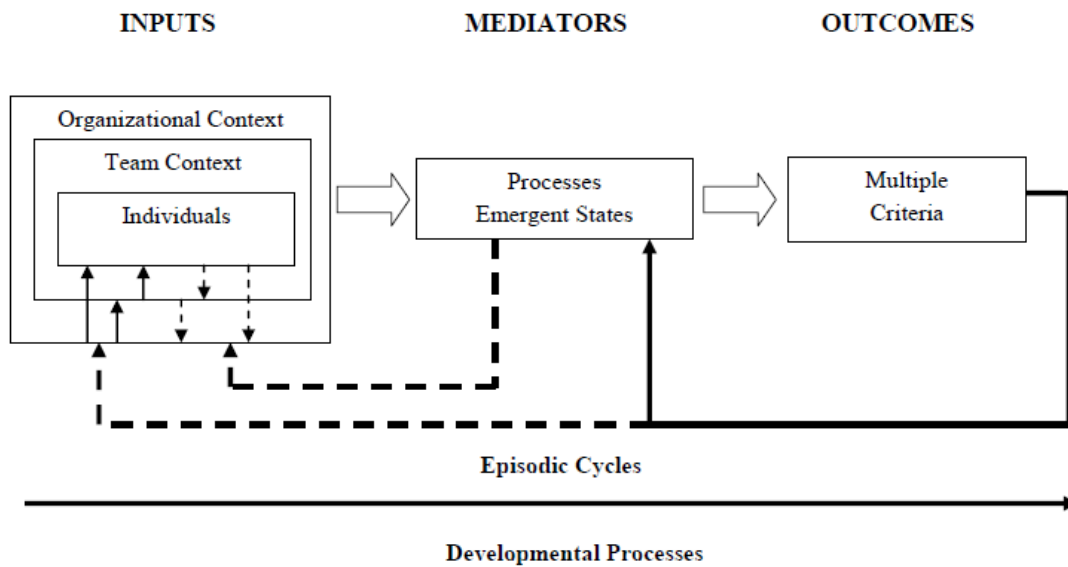 INPUTS
MEDIATORS
OUTCOMES
Organizational Context
Team Context
Individuals
Processes
Emergent States
Multiple
Criteria
Episodic Cycles
Developmental Processes